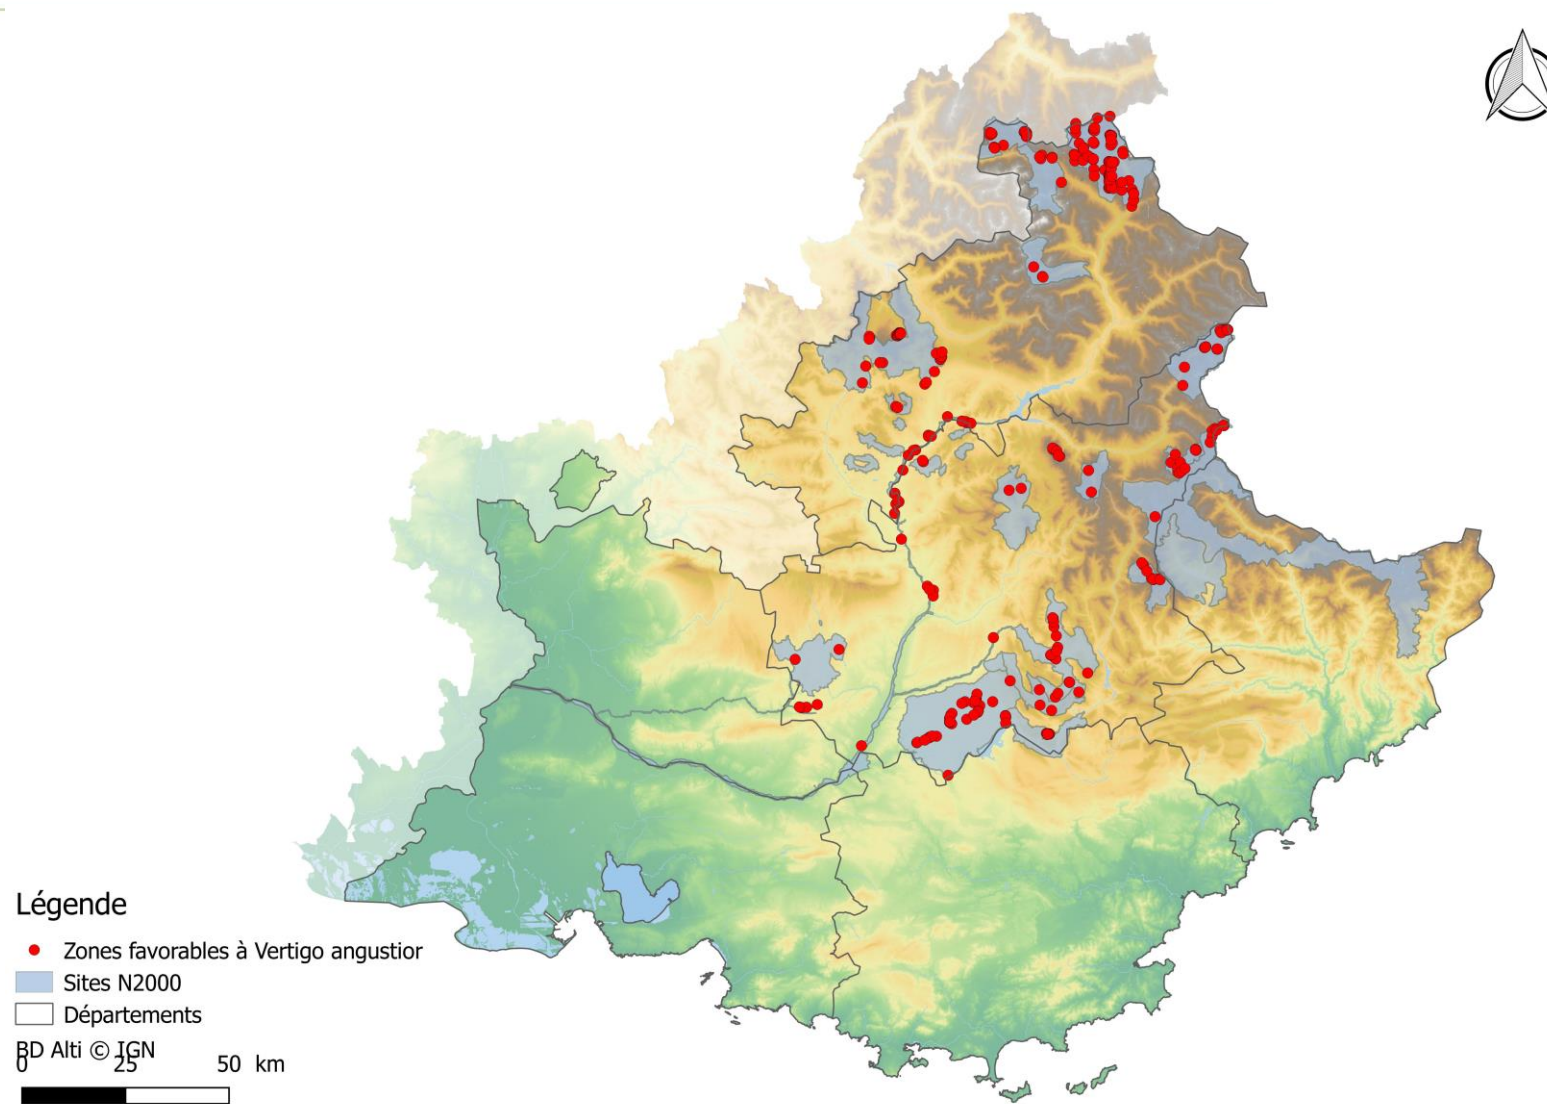 Légende
Zones favorables à Vertigo angustior
Sites N2000
Départements
BD Alti © IGN
0 25 50 km